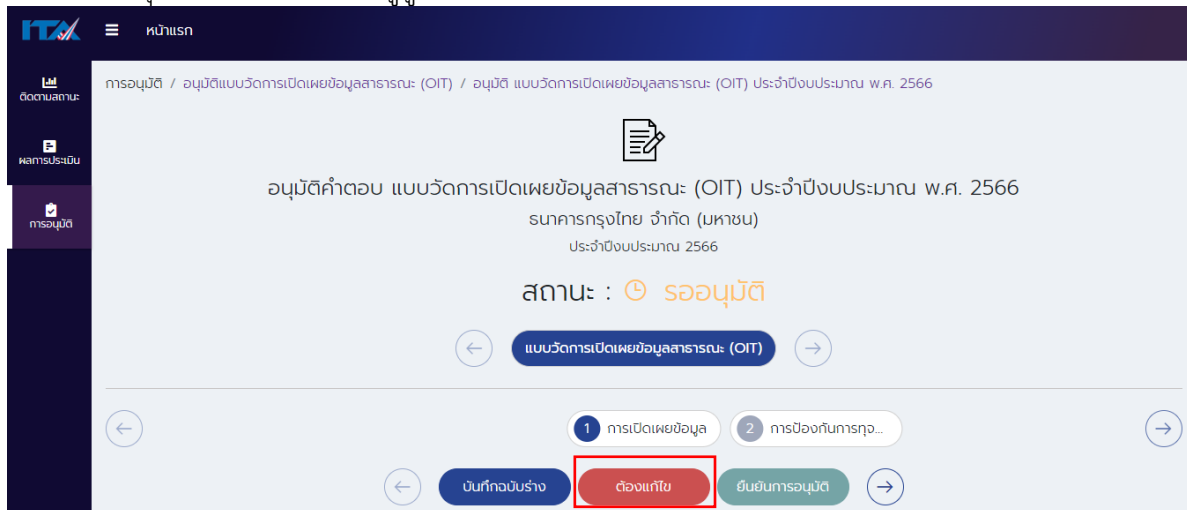 ITA
หน้าแรก
ติดตามสถานะ
ผลการประเมิน
การอนุมัติ
การอนุมัติ / อนุมัติแบบวัดการเปิดเผยข้อมูลสาธารณะ (OIT) / อนุมัติ แบบวัดการเปิดเผยข้อมูลสาธารณะ (OIT) ประจำปีงบประมาณ พ.ศ. 2566
อนุมัติคำตอบ แบบวัดการเปิดเผยข้อมูลสาธารณะ (OIT) ประจำปีงบประมาณ พ.ศ. 2566
ธนาคารกรุงไทย จำกัด (มหาชน)
ประจำปีงบประมาณ 2566
สถานะ : รออนุมัติ
แบบวัดการเปิดเผยข้อมูลสาธารณะ (OIT)
1 การเปิดเผยข้อมูล 2 การป้องกันการทุจ...
บันทึกฉบับร่าง ต้องแก้ไข ยืนยันการอนุมัติ